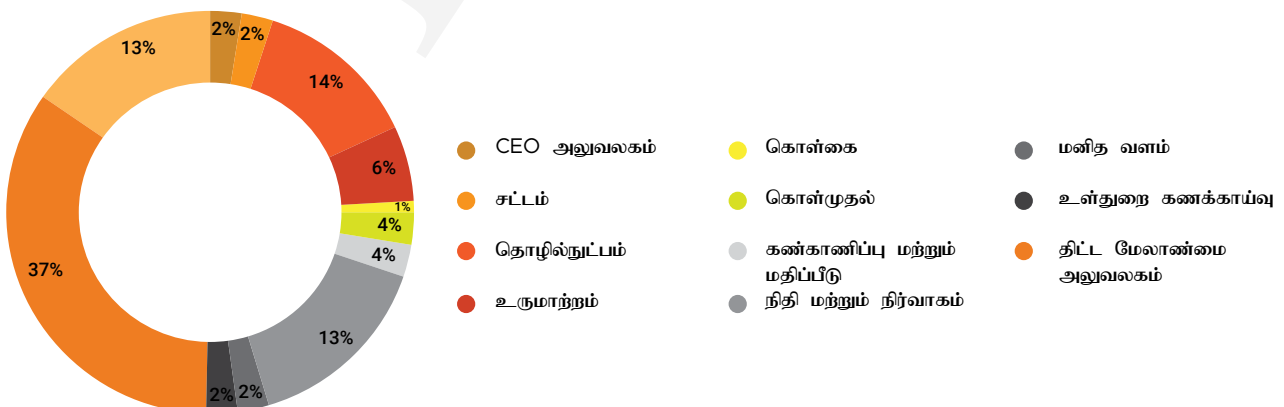 2%
2%
13%
14%
6%
1%
4%
4%
37%
13%
2%
2%
CEO அலுவலகம்
சட்டம்
தொழில்நுட்பம்
உருமாற்றம்
கொள்கை
கொள்முதல்
கண்காணிப்பு மற்றும்
மதிப்பீடு
நிதி மற்றும் நிர்வாகம்
மனித வளம்
உள்துறை கணக்காய்வு
திட்ட மேலாண்மை
அலுவலகம்